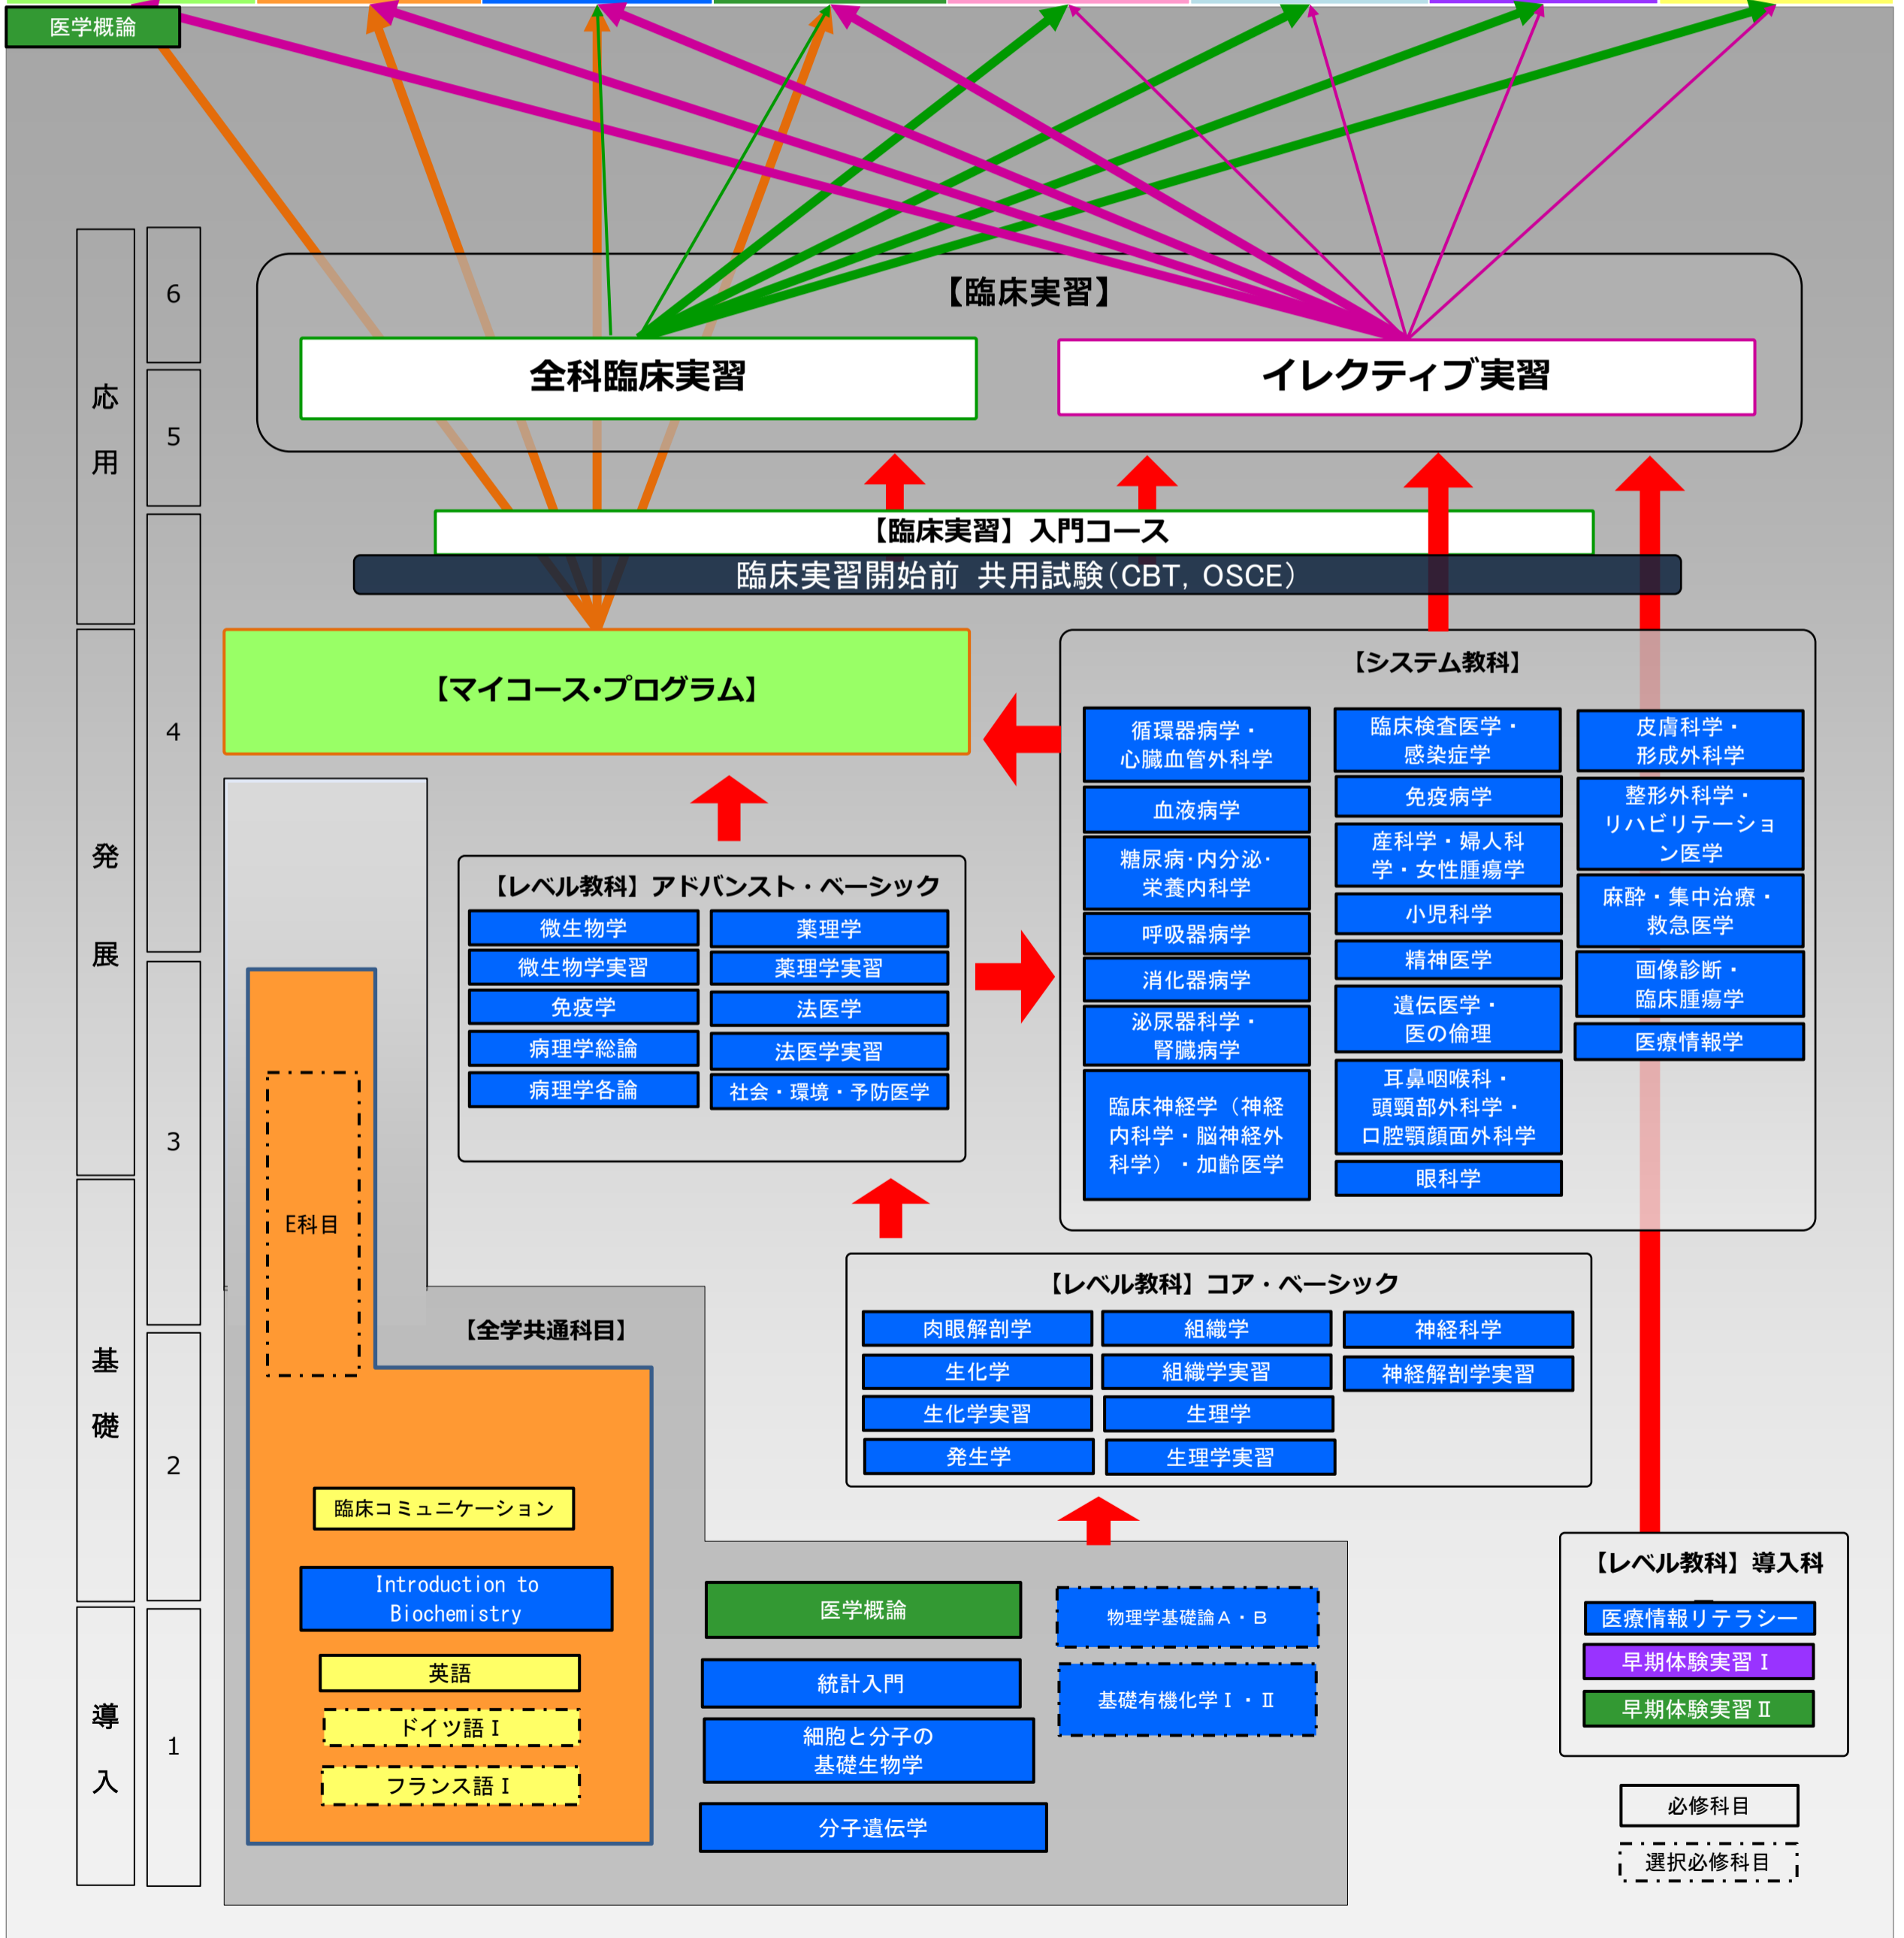 医学概論
応
用
発
展
基
礎
導
入
6
5
4
3
2
1
【臨床実習】
全科臨床実習
イレクティブ実習
【臨床実習】入門コース
臨床実習開始前 共用試験(CBT, OSCE)
【マイコース・プログラム】
【システム教科】
循環器病学・
心臓血管外科学
血液病学
糖尿病・内分泌・
栄養内科学
呼吸器病学
消化器病学
泌尿器科学・
腎臓病学
臨床神経学（神経
内科学・脳神経外
科学）・加齢医学
臨床検査医学・
感染症学
免疫病学
産科学・婦人科
学・女性腫瘍学
小児科学
精神医学
遺伝医学・
医の倫理
耳鼻咽喉科・
頭頸部外科学・
口腔顎顔面外科学
眼科学
皮膚科学・
形成外科学
整形外科学・
リハビリテーショ
ン医学
麻酔・集中治療・
救急医学
画像診断・
臨床腫瘍学
医療情報学
【レベル教科】アドバンスト・ベーシック
微生物学
微生物学実習
免疫学
病理学総論
病理学各論
薬理学
薬理学実習
法医学
法医学実習
社会・環境・予防医学
E科目
【全学共通科目】
【レベル教科】コア・ベーシック
肉眼解剖学
生化学
生化学実習
発生学
組織学
組織学実習
生理学
生理学実習
神経科学
神経解剖学実習
臨床コミュニケーション
Introduction to
Biochemistry
英語
ドイツ語Ⅰ
フランス語Ⅰ
医学概論
統計入門
細胞と分子の
基礎生物学
分子遺伝学
物理学基礎論A・B
基礎有機化学Ⅰ・Ⅱ
【レベル教科】導入科
医療情報リテラシー
早期体験実習Ⅰ
早期体験実習Ⅱ
必修科目
選択必修科目